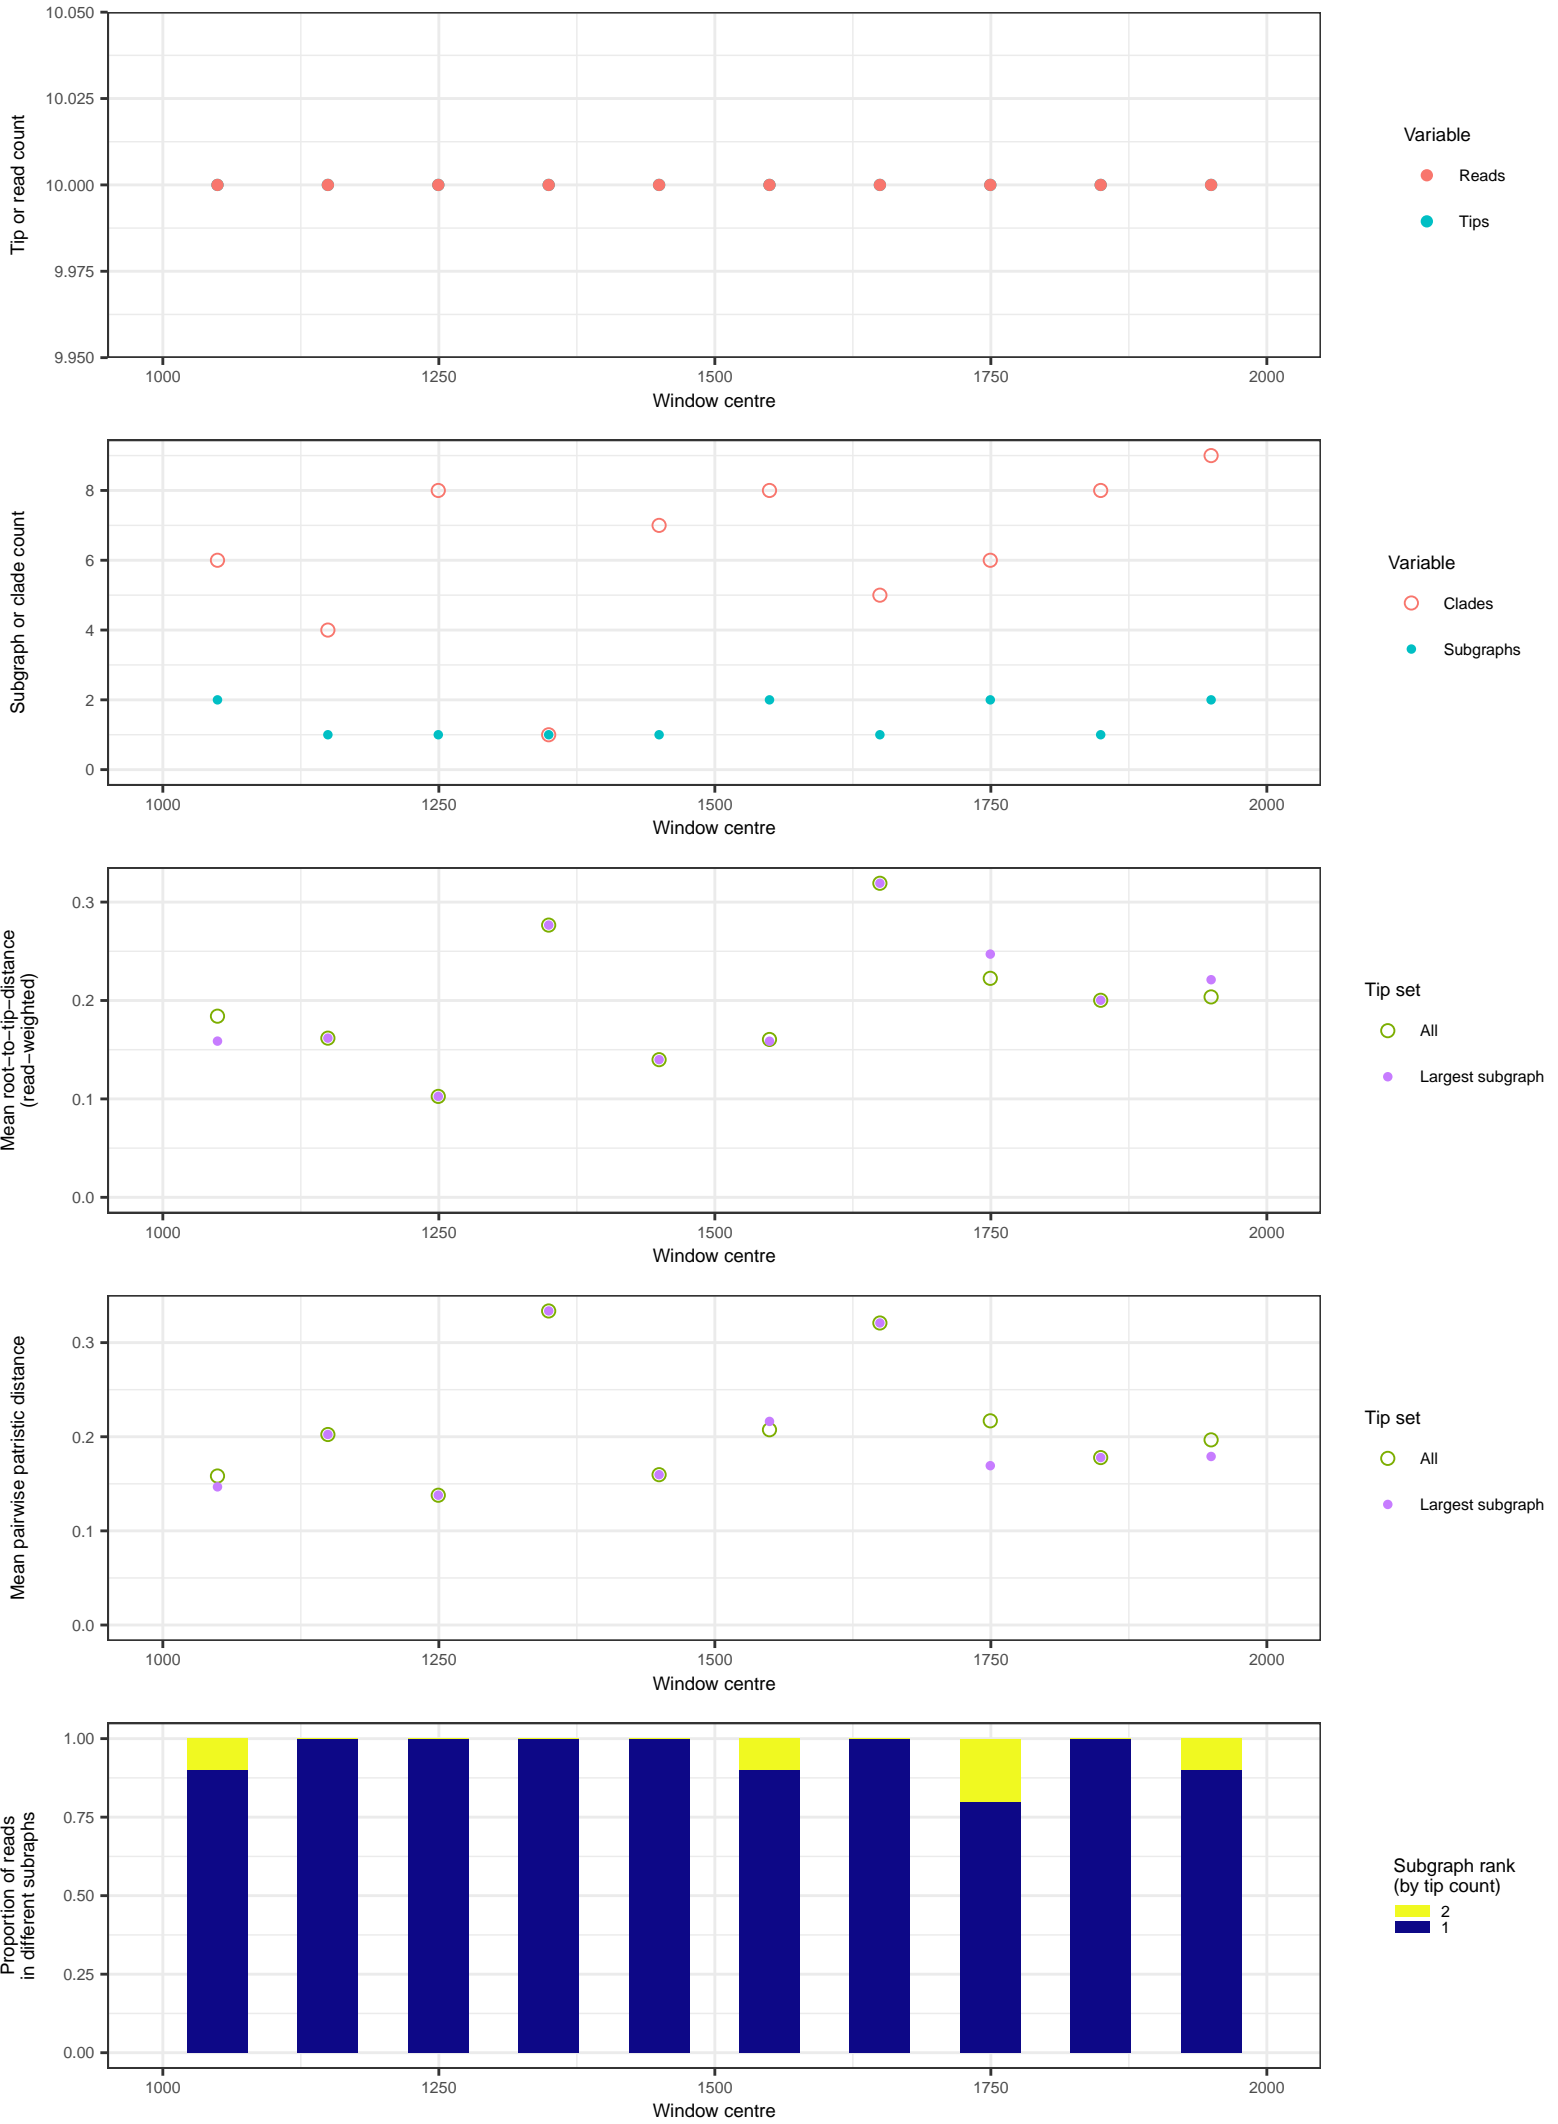 10.050
10.025
10.000
9.975
9.950
Tip or read count
1000 1250 1500 1750 2000
Window centre
Variable
Reads
Tips
8
6
4
2
0
Subgraph or clade count
1000 1250 1500 1750 2000
Window centre
Variable
Clades
Subgraphs
0.3
0.2
0.1
0.0
Mean root−to−tip−distance
(read−weighted)
1000 1250 1500 1750 2000
Window centre
Tip set
All
Largest subgraph
0.3
0.2
0.1
0.0
Mean pairwise patristic distance
1000 1250 1500 1750 2000
Window centre
Tip set
All
Largest subgraph
1.00
0.75
0.50
0.25
0.00
Proportion of reads
in different subraphs
1000 1250 1500 1750 2000
Window centre
Subgraph rank
(by tip count)
2
1